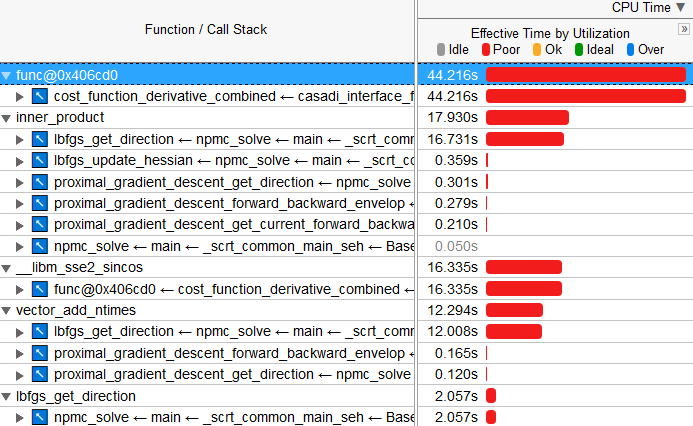 CPU Time ▼
Function / Call Stack
Effective Time by Utilization
»
Idle Poor Ok Ideal Over
func@0x406cd0 44.216s
cost_function_derivative_combined ← casadi_interface_f 44.216s
inner_product 17.930s
lbfgs_get_direction ← npmc_solve ← main ← _scrt_comm 16.731s
lbfgs_update_hessian ← npmc_solve ← main ← _scrt_co 0.359s
proximal_gradient_descent_get_direction ← npmc_solve 0.301s
proximal_gradient_descent_forward_backward_envelop ← 0.279s
proximal_gradient_descent_get_current_forward_backwa 0.210s
npmc_solve ← main ← _scrt_common_main_seh ← Base 0.050s
__libm_sse2_sincos 16.335s
func@0x406cd0 ← cost_function_derivative_combined ← 16.335s
vector_add_ntimes 12.294s
lbfgs_get_direction ← npmc_solve ← main ← _scrt_comm 12.008s
proximal_gradient_descent_forward_backward_envelop ← 0.165s
proximal_gradient_descent_get_direction ← npmc_solve 0.120s
lbfgs_get_direction 2.057s
npmc_solve ← main ← _scrt_common_main_seh ← Base 2.057s